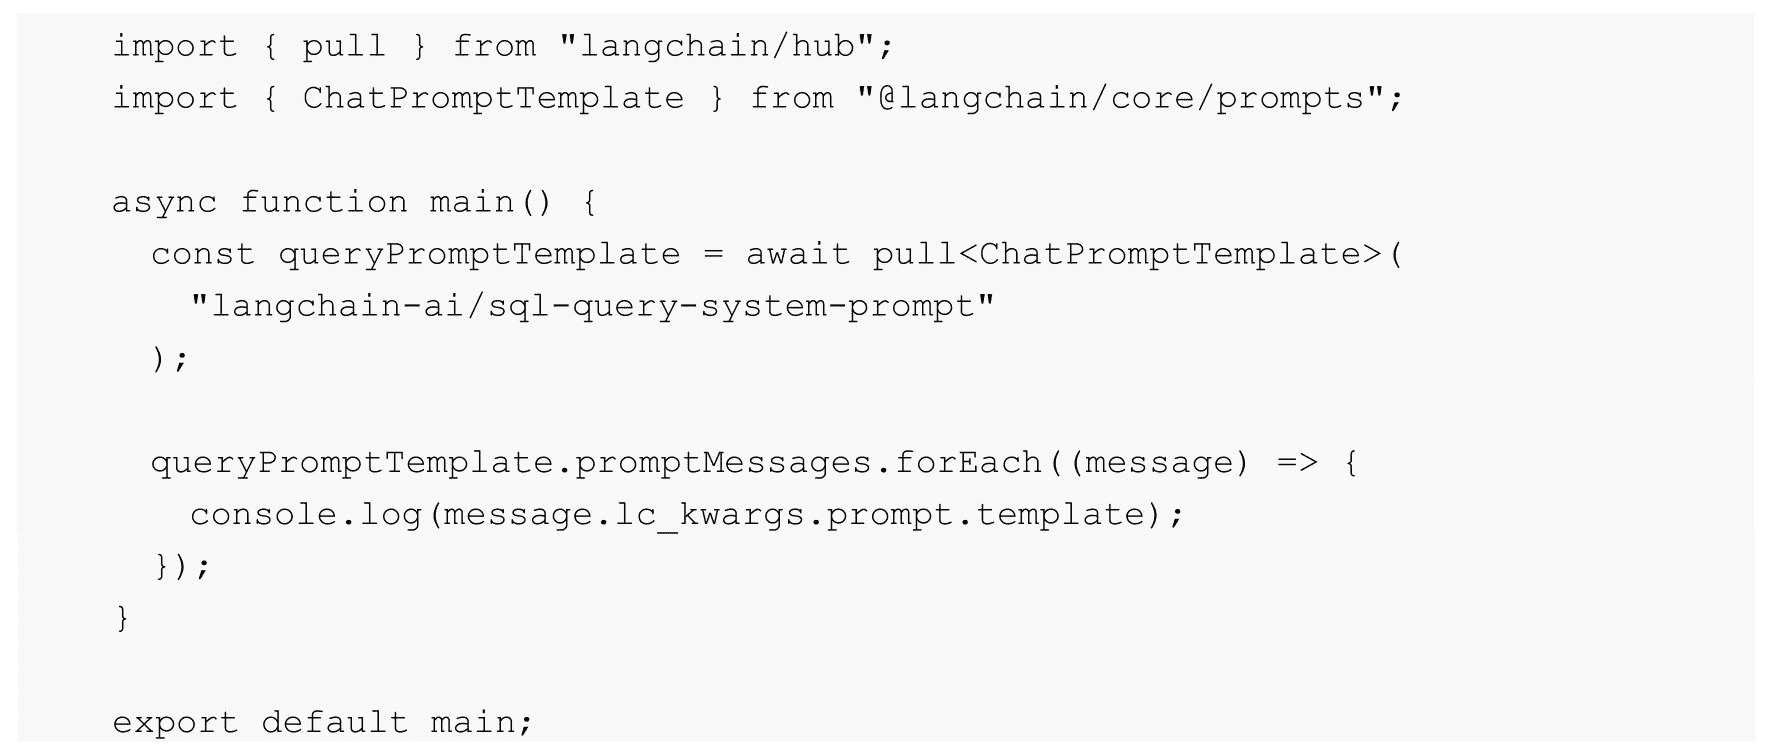 import { pull } from "langchain/hub";
import { ChatPromptTemplate } from "@langchain/core/prompts";

async function main() {
  const queryPromptTemplate = await pull<ChatPromptTemplate>(
    "langchain-ai/sql-query-system-prompt"
  );

  queryPromptTemplate.promptMessages.forEach((message) => {
    console.log(message.lc_kwargs.prompt.template);
  });
}

export default main;